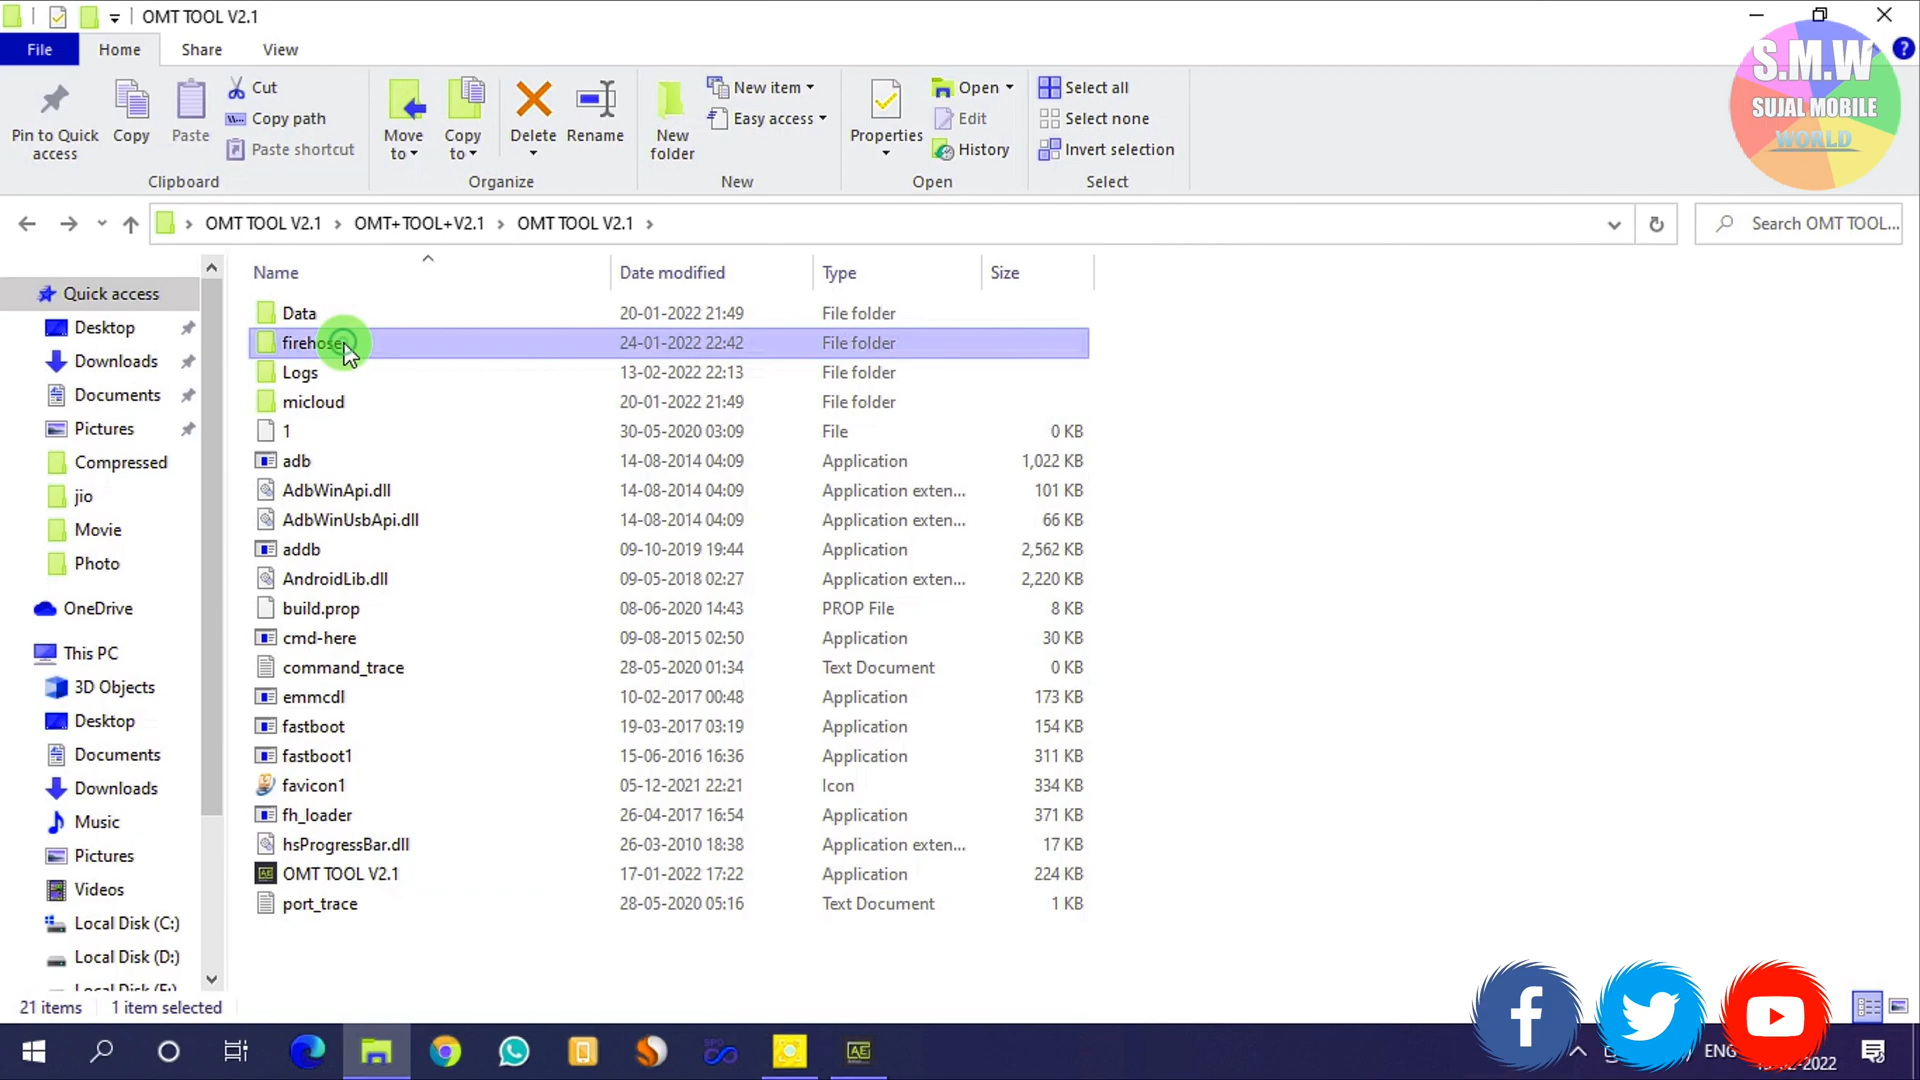 OMT TOOL V2.1
File Home Share View
Pin to Quick access
Copy
Paste
Cut
Copy path
Paste shortcut
Clipboard
Move to
Copy to
Delete
Rename
Organize
New folder
New item
Easy access
New
Properties
Open
Edit
History
Open
Select all
Select none
Invert selection
Select
S.M.W
SUJAL MOBILE
WORLD
OMT TOOL V2.1 > OMT+TOOL+V2.1 > OMT TOOL V2.1 >
Search OMT TOOL...
Quick access
Desktop
Downloads
Documents
Pictures
Compressed
jio
Movie
Photo
OneDrive
This PC
3D Objects
Desktop
Documents
Downloads
Music
Pictures
Videos
Local Disk (C:)
Local Disk (D:)
Name Date modified Type Size
Data 20-01-2022 21:49 File folder
firehose 24-01-2022 22:42 File folder
Logs 13-02-2022 22:13 File folder
micloud 20-01-2022 21:49 File folder
1 30-05-2020 03:09 File 0 KB
adb 14-08-2014 04:09 Application 1,022 KB
AdbWinApi.dll 14-08-2014 04:09 Application exten... 101 KB
AdbWinUsbApi.dll 14-08-2014 04:09 Application exten... 66 KB
addb 09-10-2019 19:44 Application 2,562 KB
AndroidLib.dll 09-05-2018 02:27 Application exten... 2,220 KB
build.prop 08-06-2020 14:43 PROP File 8 KB
cmd-here 09-08-2015 02:50 Application 30 KB
command_trace 28-05-2020 01:34 Text Document 0 KB
emmcdl 10-02-2017 00:48 Application 173 KB
fastboot 19-03-2017 03:19 Application 154 KB
fastboot1 15-06-2016 16:36 Application 311 KB
favicon1 05-12-2021 22:21 Icon 334 KB
fh_loader 26-04-2017 16:54 Application 371 KB
hsProgressBar.dll 26-03-2010 18:38 Application exten... 17 KB
OMT TOOL V2.1 17-01-2022 17:22 Application 224 KB
port_trace 28-05-2020 05:16 Text Document 1 KB
21 items 1 item selected
ENG
2022